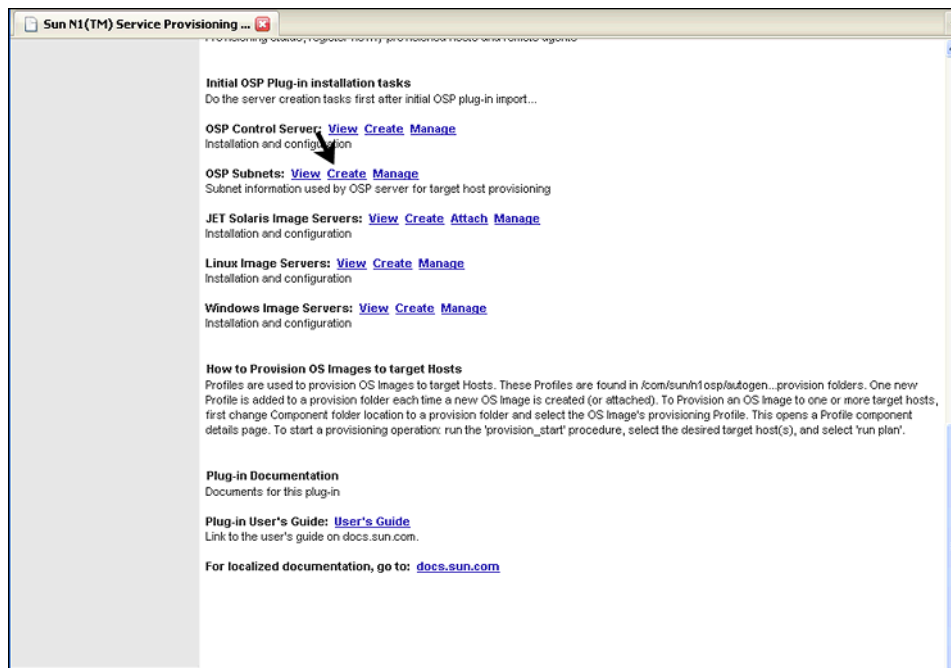 Sun N1(TM) Service Provisioning ...
Provisioning status, register newly provisioned hosts and remote agents
Initial OSP Plug-in installation tasks
Do the server creation tasks first after initial OSP plug-in import...
OSP Control Server: View Create Manage
Installation and configuration
OSP Subnets: View Create Manage
Subnet information used by OSP server for target host provisioning
JET Solaris Image Servers: View Create Attach Manage
Installation and configuration
Linux Image Servers: View Create Manage
Installation and configuration
Windows Image Servers: View Create Manage
Installation and configuration
How to Provision OS Images to target Hosts
Profiles are used to provision OS Images to target Hosts. These Profiles are found in /com/sun/n1osp/autogen...provision folders. One new
Profile is added to a provision folder each time a new OS Image is created (or attached). To Provision an OS Image to one or more target hosts,
first change Component folder location to a provision folder and select the OS Image's provisioning Profile. This opens a Profile component
details page. To start a provisioning operation: run the 'provision_start' procedure, select the desired target host(s), and select 'run plan'.
Plug-in Documentation
Documents for this plug-in
Plug-in User's Guide: User's Guide
Link to the user's guide on docs.sun.com.
For localized documentation, go to: docs.sun.com